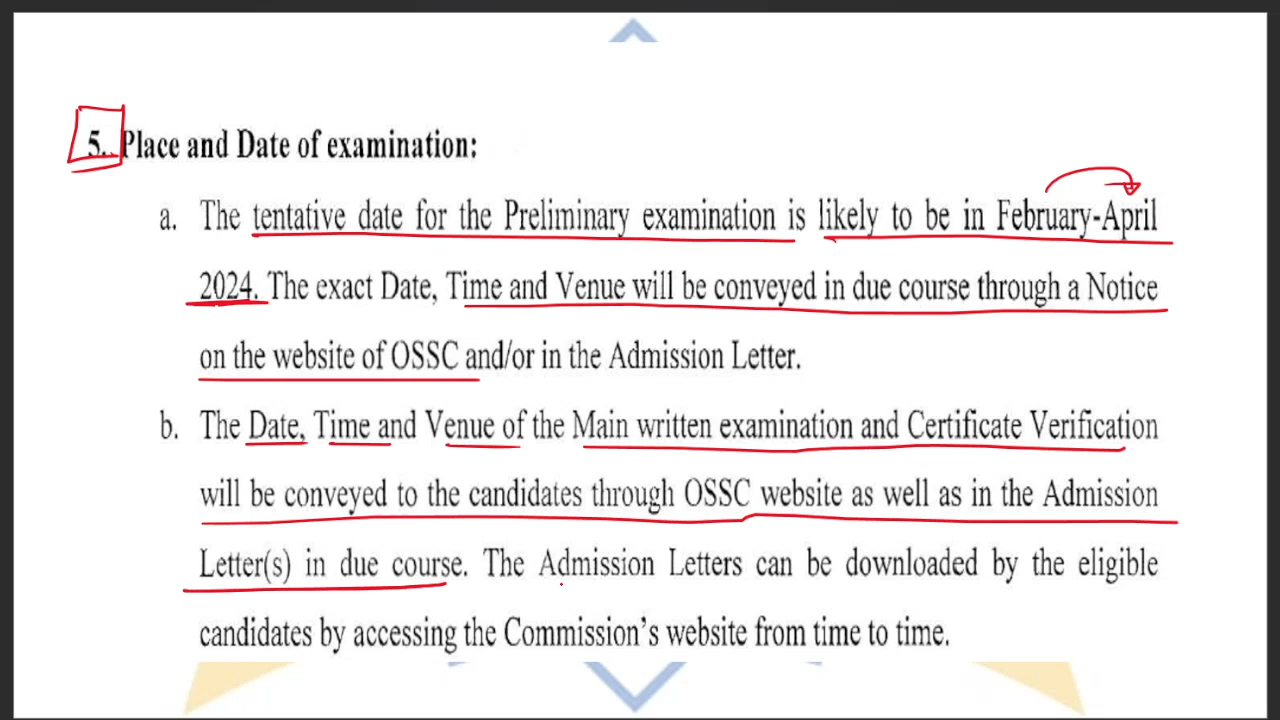 5. Place and Date of examination:
a. The tentative date for the Preliminary examination is likely to be in February-April
2024. The exact Date, Time and Venue will be conveyed in due course through a Notice
on the website of OSSC and/or in the Admission Letter.
b. The Date, Time and Venue of the Main written examination and Certificate Verification
will be conveyed to the candidates through OSSC website as well as in the Admission
Letter(s) in due course. The Admission Letters can be downloaded by the eligible
candidates by accessing the Commission's website from time to time.